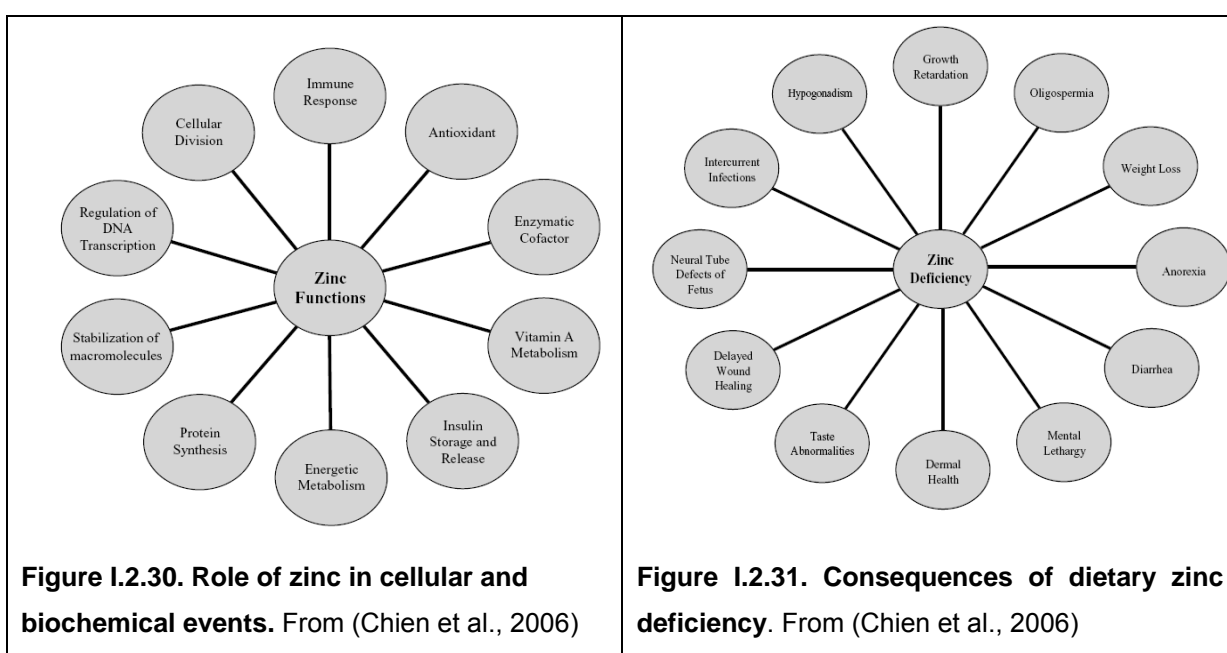 Immune
Response
Antioxidant
Enzymatic
Cofactor
Vitamin A
Metabolism
Insulin
Storage and
Release
Energetic
Metabolism
Protein
Synthesis
Stabilization of
macromolecules
Regulation of
DNA
Transcription
Cellular
Division
Zinc
Functions
Figure I.2.30. Role of zinc in cellular and
biochemical events. From (Chien et al., 2006)
Growth
Retardation
Oligospermia
Weight Loss
Anorexia
Diarrhea
Mental
Lethargy
Dermal
Health
Taste
Abnormalities
Delayed
Wound
Healing
Neural Tube
Defects of
Fetus
Intercurrent
Infections
Hypogonadism
Zinc
Deficiency
Figure I.2.31. Consequences of dietary zinc
deficiency. From (Chien et al., 2006)